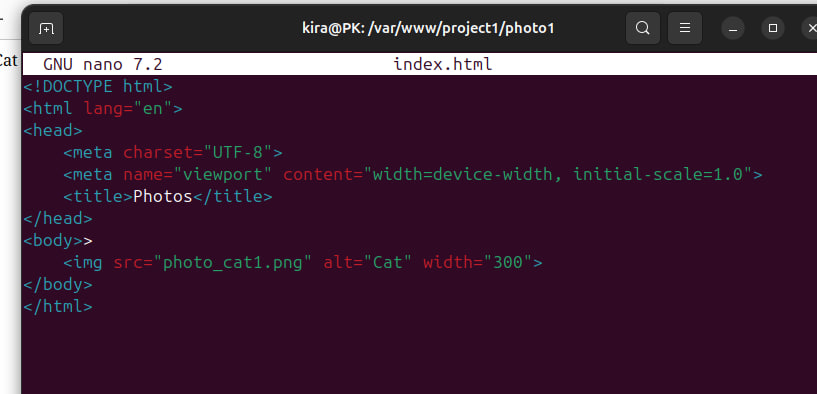 kira@PK: /var/www/project1/photo1
Cat
GNU nano 7.2 index.html
<!DOCTYPE html>
<html lang="en">
<head>
    <meta charset="UTF-8">
    <meta name="viewport" content="width=device-width, initial-scale=1.0">
    <title>Photos</title>
</head>
<body>>
    <img src="photo_cat1.png" alt="Cat" width="300">
</body>
</html>